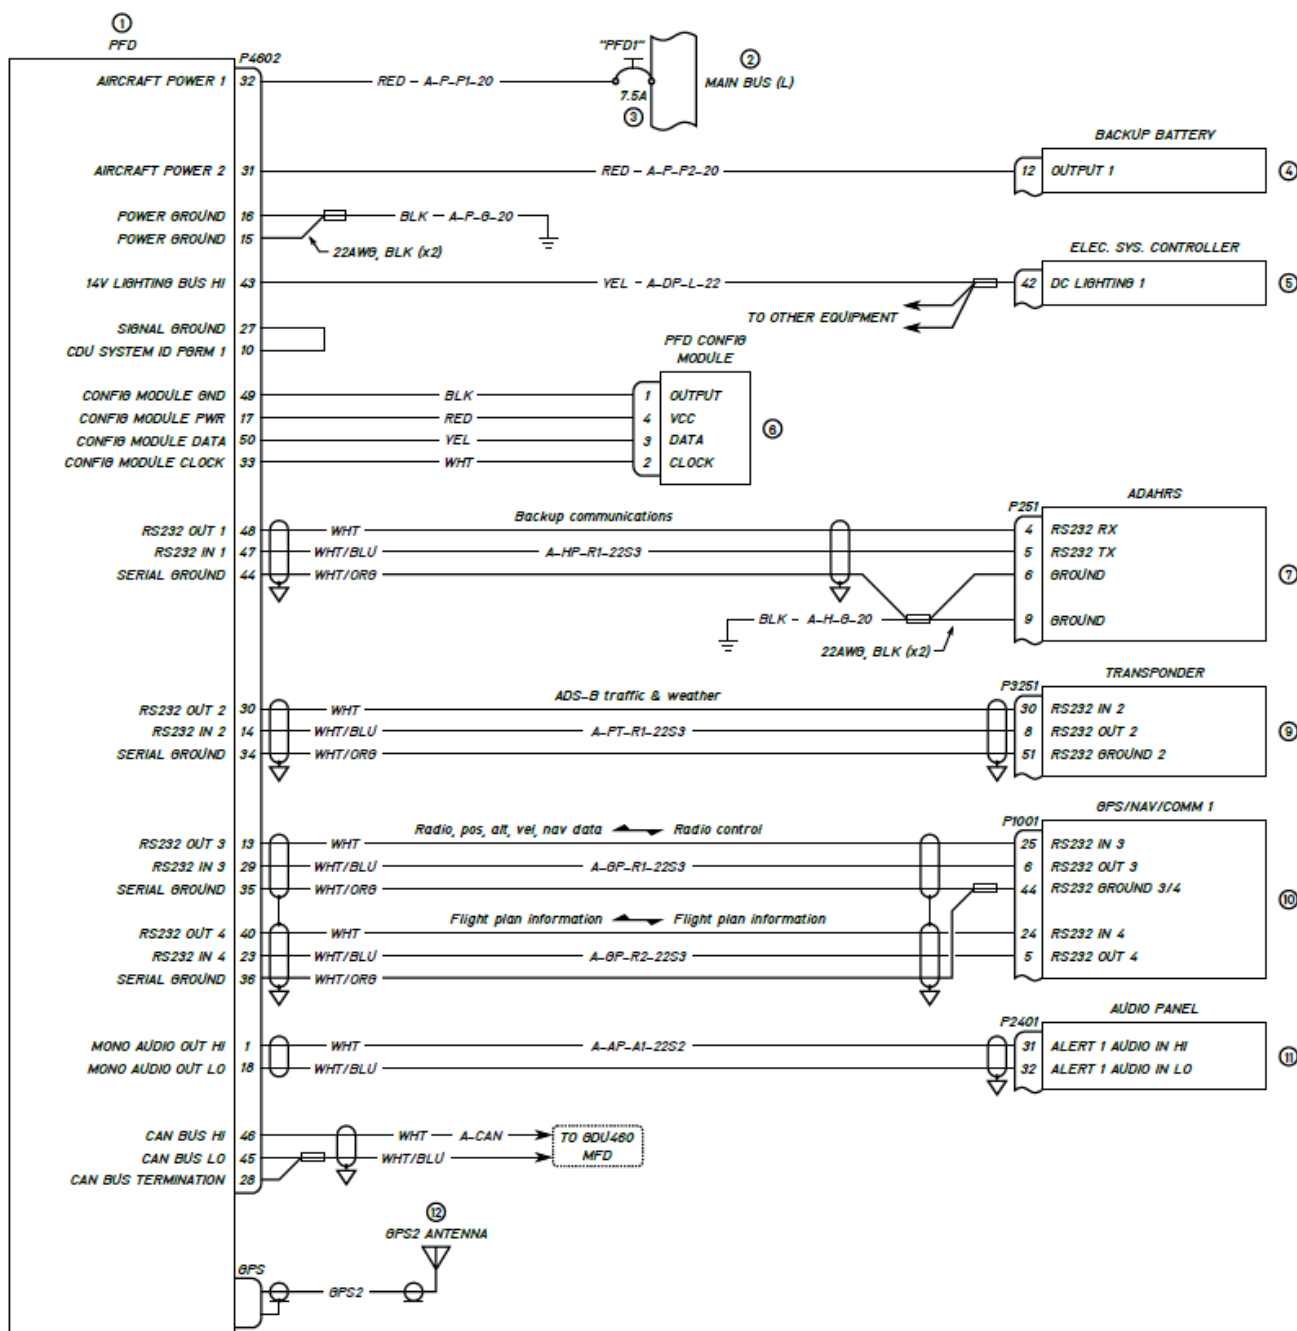 1
PFD
P4602
"PFD1"
2
MAIN BUS (L)
AIRCRAFT POWER 1 32 RED - A-P-P1-20
7.5A
3
BACKUP BATTERY
AIRCRAFT POWER 2 31 RED - A-P-P2-20 12 OUTPUT 1 4
POWER GROUND 16 BLK - A-P-G-20
POWER GROUND 15
22AWG, BLK (x2)
ELEC. SYS. CONTROLLER
14V LIGHTING BUS HI 43 YEL - A-DP-L-22 42 DC LIGHTING 1 5
TO OTHER EQUIPMENT
SIGNAL GROUND 27
CDU SYSTEM ID PGRM 1 10
PFD CONFIG
MODULE
CONFIG MODULE GND 49 BLK 1 OUTPUT
CONFIG MODULE PWR 17 RED 4 VCC
6
CONFIG MODULE DATA 50 YEL 3 DATA
CONFIG MODULE CLOCK 33 WHT 2 CLOCK
ADAHRS
P251
Backup communications
RS232 OUT 1 48 WHT 4 RS232 RX
RS232 IN 1 47 WHT/BLU A-HP-R1-22S3 5 RS232 TX
SERIAL GROUND 44 WHT/ORG 6 GROUND 7
BLK - A-H-G-20 9 GROUND
22AWG, BLK (x2)
TRANSPONDER
P3251
ADS-B traffic & weather
RS232 OUT 2 30 WHT 30 RS232 IN 2
RS232 IN 2 14 WHT/BLU A-PT-R1-22S3 8 RS232 OUT 2 9
SERIAL GROUND 34 WHT/ORG 51 RS232 GROUND 2
GPS/NAV/COMM 1
P1001
Radio, pos, alt, vel, nav data Radio control
RS232 OUT 3 13 WHT 25 RS232 IN 3
RS232 IN 3 29 WHT/BLU A-GP-R1-22S3 6 RS232 OUT 3
SERIAL GROUND 35 WHT/ORG 44 RS232 GROUND 3/4
10
Flight plan information Flight plan information
RS232 OUT 4 40 WHT 24 RS232 IN 4
RS232 IN 4 23 WHT/BLU A-GP-R2-22S3 5 RS232 OUT 4
SERIAL GROUND 36 WHT/ORG
AUDIO PANEL
P2401
MONO AUDIO OUT HI 1 WHT A-AP-A1-22S2 31 ALERT 1 AUDIO IN HI
11
MONO AUDIO OUT LO 18 WHT/BLU 32 ALERT 1 AUDIO IN LO
CAN BUS HI 46 WHT A-CAN TO GDU460
CAN BUS LO 45 WHT/BLU MFD
CAN BUS TERMINATION 28
12
GPS2 ANTENNA
GPS
GPS2